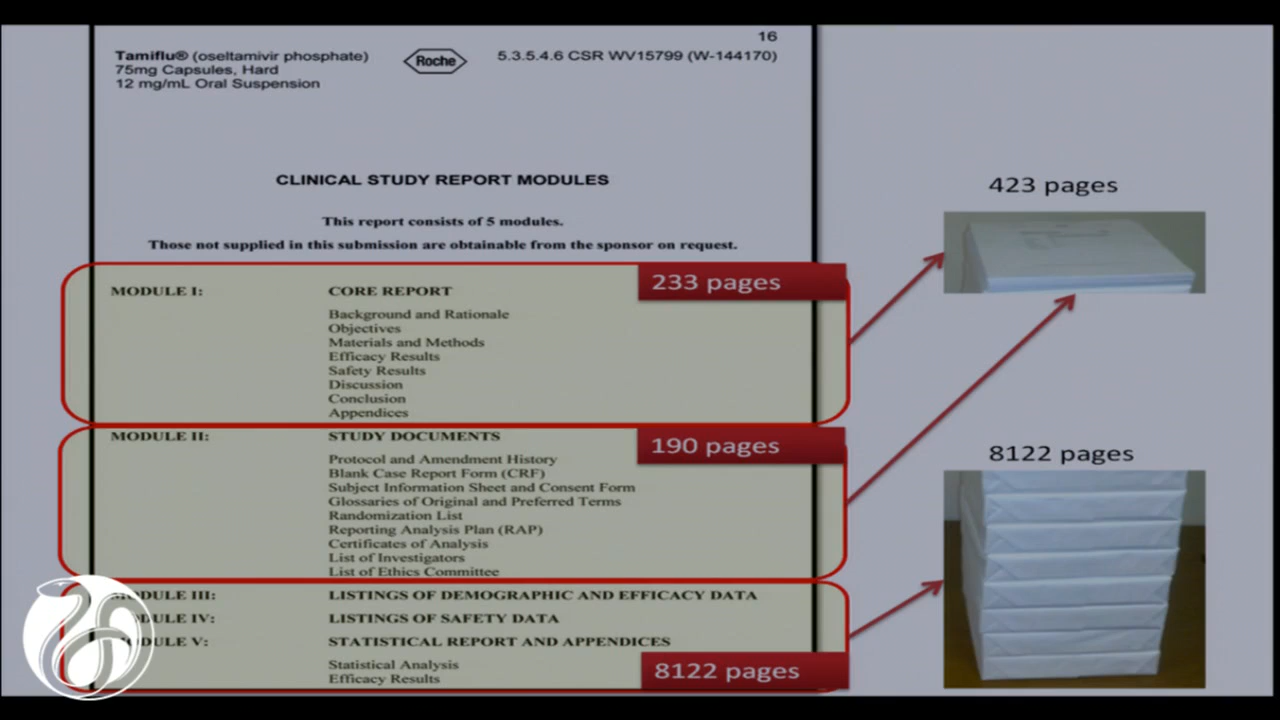 16
Tamiflu® (oseltamivir phosphate)
75mg Capsules, Hard
12 mg/mL Oral Suspension
Roche
5.3.5.4.6 CSR WV15799 (W-144170)
CLINICAL STUDY REPORT MODULES
This report consists of 5 modules.
Those not supplied in this submission are obtainable from the sponsor on request.
233 pages
MODULE I: CORE REPORT
Background and Rationale
Objectives
Materials and Methods
Efficacy Results
Safety Results
Discussion
Conclusion
Appendices
190 pages
MODULE II: STUDY DOCUMENTS
Protocol and Amendment History
Blank Case Report Form (CRF)
Subject Information Sheet and Consent Form
Glossaries of Original and Preferred Terms
Randomization List
Reporting Analysis Plan (RAP)
Certificates of Analysis
List of Investigators
List of Ethics Committee
MODULE III: LISTINGS OF DEMOGRAPHIC AND EFFICACY DATA
MODULE IV: LISTINGS OF SAFETY DATA
MODULE V: STATISTICAL REPORT AND APPENDICES
Statistical Analysis
Efficacy Results
8122 pages
423 pages
8122 pages